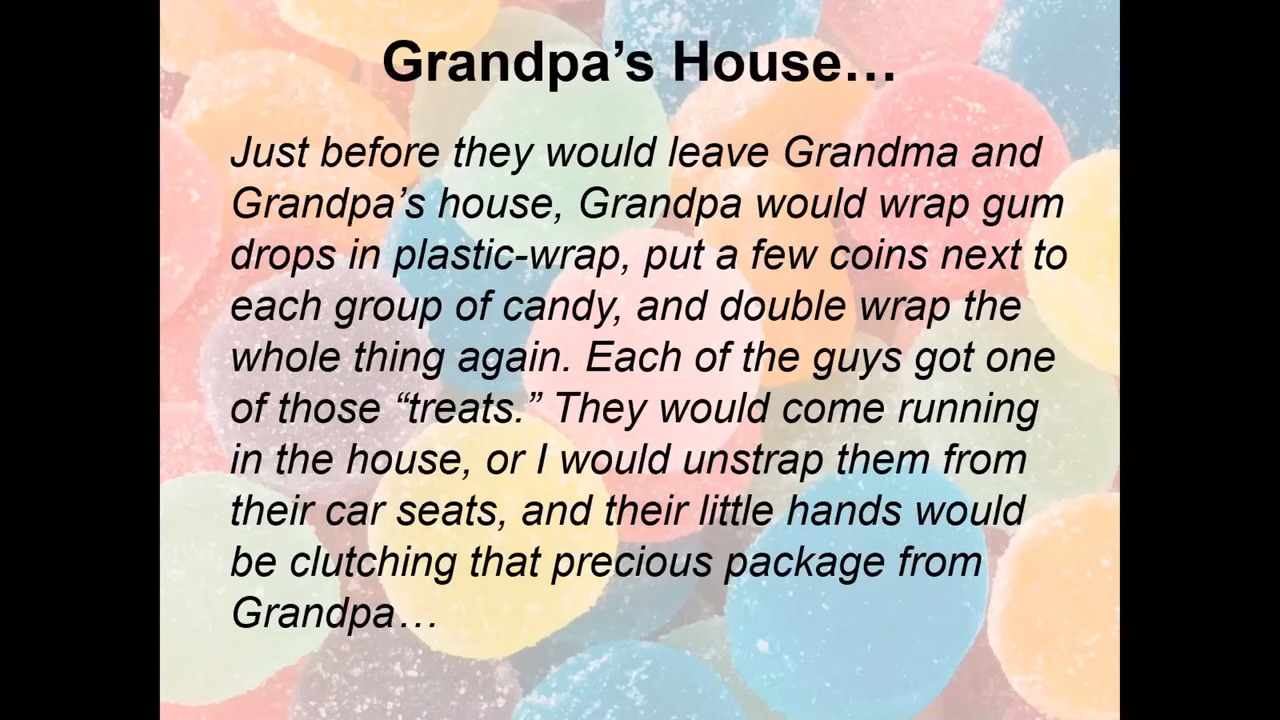 Grandpa’s House…
Just before they would leave Grandma and
Grandpa’s house, Grandpa would wrap gum
drops in plastic-wrap, put a few coins next to
each group of candy, and double wrap the
whole thing again. Each of the guys got one
of those “treats.” They would come running
in the house, or I would unstrap them from
their car seats, and their little hands would
be clutching that precious package from
Grandpa…